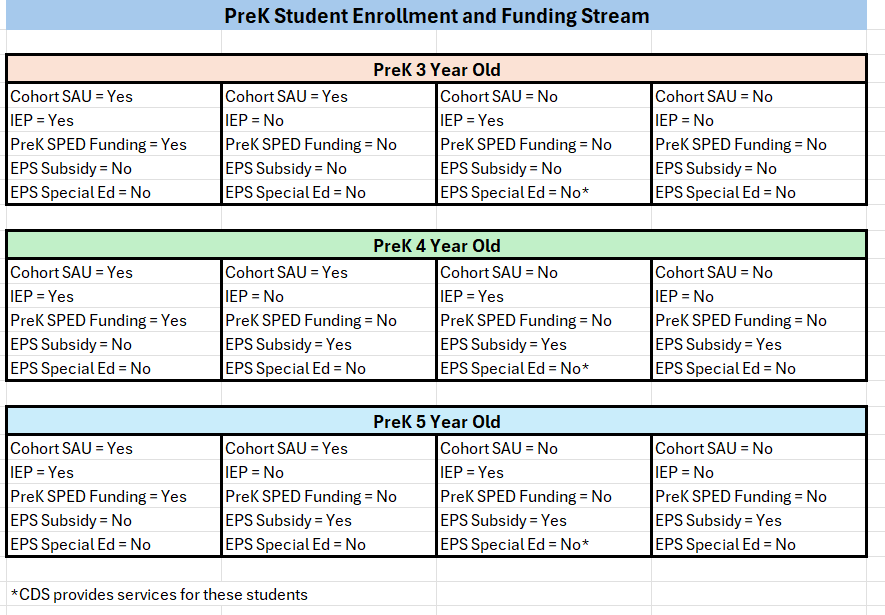 PreK Student Enrollment and Funding Stream
PreK 3 Year Old
Cohort SAU = Yes
IEP = Yes
PreK SPED Funding = Yes
EPS Subsidy = No
EPS Special Ed = No
Cohort SAU = Yes
IEP = No
PreK SPED Funding = No
EPS Subsidy = No
EPS Special Ed = No
Cohort SAU = No
IEP = Yes
PreK SPED Funding = No
EPS Subsidy = No
EPS Special Ed = No*
Cohort SAU = No
IEP = No
PreK SPED Funding = No
EPS Subsidy = No
EPS Special Ed = No
PreK 4 Year Old
Cohort SAU = Yes
IEP = Yes
PreK SPED Funding = Yes
EPS Subsidy = No
EPS Special Ed = No
Cohort SAU = Yes
IEP = No
PreK SPED Funding = No
EPS Subsidy = Yes
EPS Special Ed = No
Cohort SAU = No
IEP = Yes
PreK SPED Funding = No
EPS Subsidy = Yes
EPS Special Ed = No*
Cohort SAU = No
IEP = No
PreK SPED Funding = No
EPS Subsidy = Yes
EPS Special Ed = No
PreK 5 Year Old
Cohort SAU = Yes
IEP = Yes
PreK SPED Funding = Yes
EPS Subsidy = No
EPS Special Ed = No
Cohort SAU = Yes
IEP = No
PreK SPED Funding = No
EPS Subsidy = Yes
EPS Special Ed = No
Cohort SAU = No
IEP = Yes
PreK SPED Funding = No
EPS Subsidy = Yes
EPS Special Ed = No*
Cohort SAU = No
IEP = No
PreK SPED Funding = No
EPS Subsidy = Yes
EPS Special Ed = No
*CDS provides services for these students